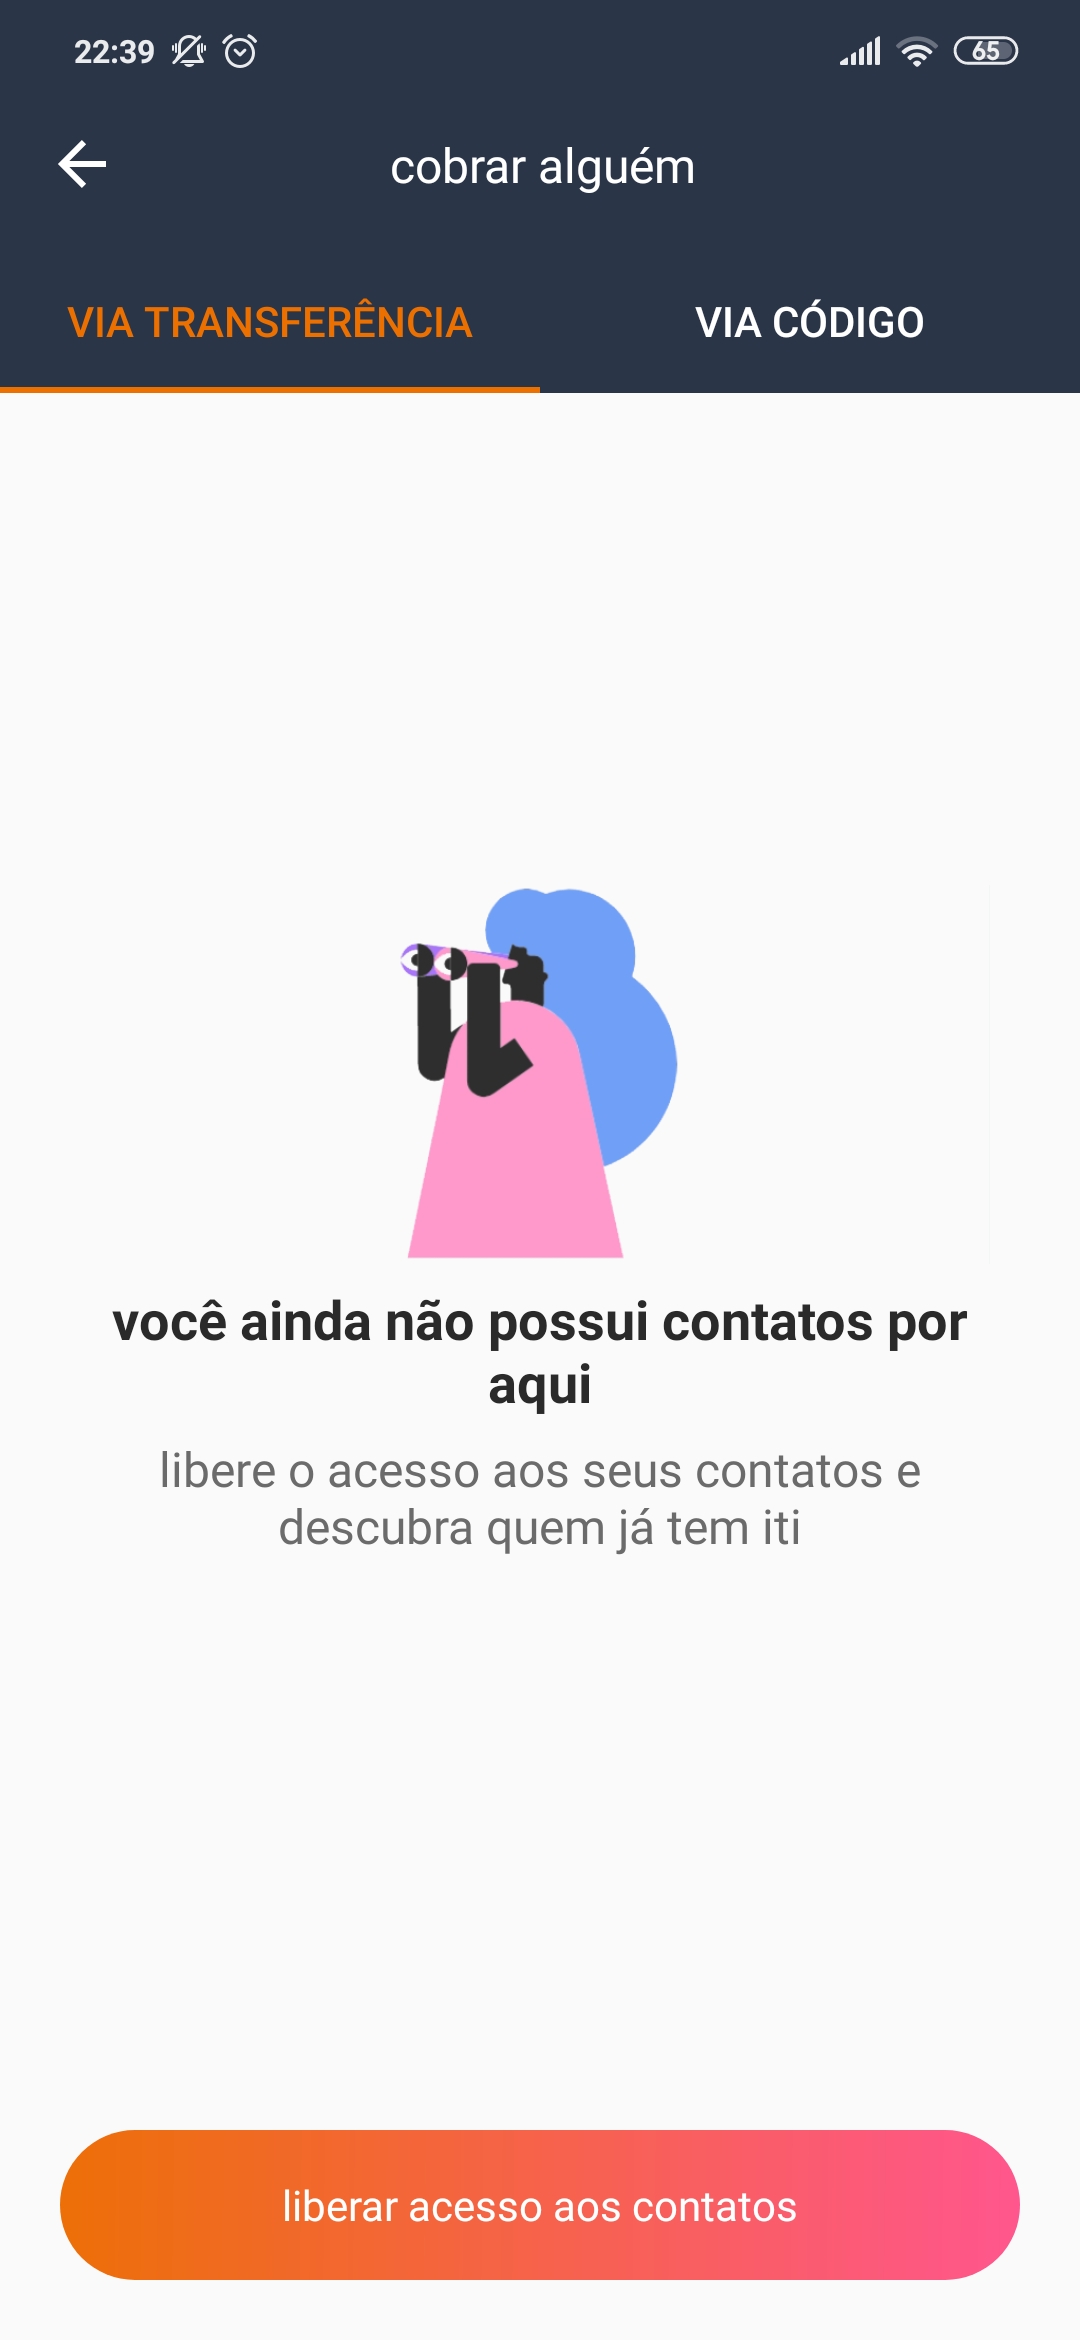 22:39
65
cobrar alguém
VIA TRANSFERÊNCIA
VIA CÓDIGO
você ainda não possui contatos por
aqui
libere o acesso aos seus contatos e
descubra quem já tem iti
liberar acesso aos contatos